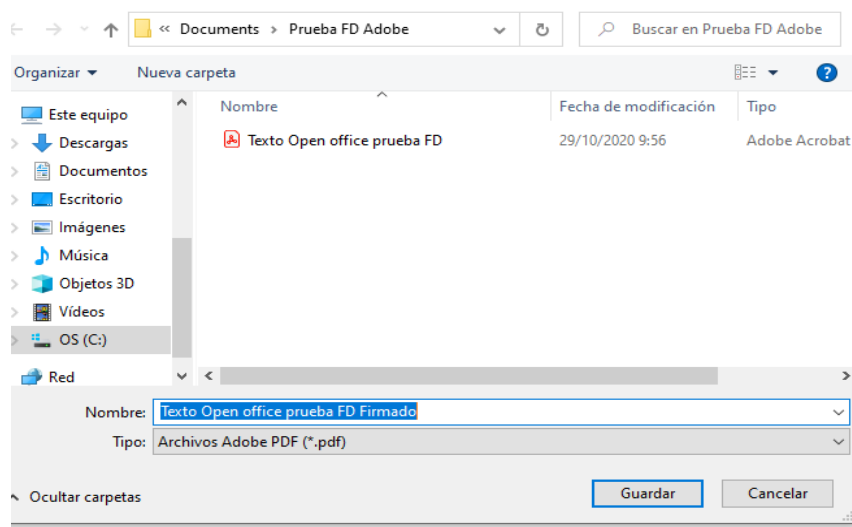 « Documents › Prueba FD Adobe
Buscar en Prueba FD Adobe
Organizar
Nueva carpeta
?
Nombre Fecha de modificación Tipo
Texto Open office prueba FD 29/10/2020 9:56 Adobe Acrobat
Este equipo
Descargas
Documentos
Escritorio
Imágenes
Música
Objetos 3D
Vídeos
OS (C:)
Red
Nombre: Texto Open office prueba FD Firmado
Tipo: Archivos Adobe PDF (*.pdf)
Ocultar carpetas
Guardar Cancelar